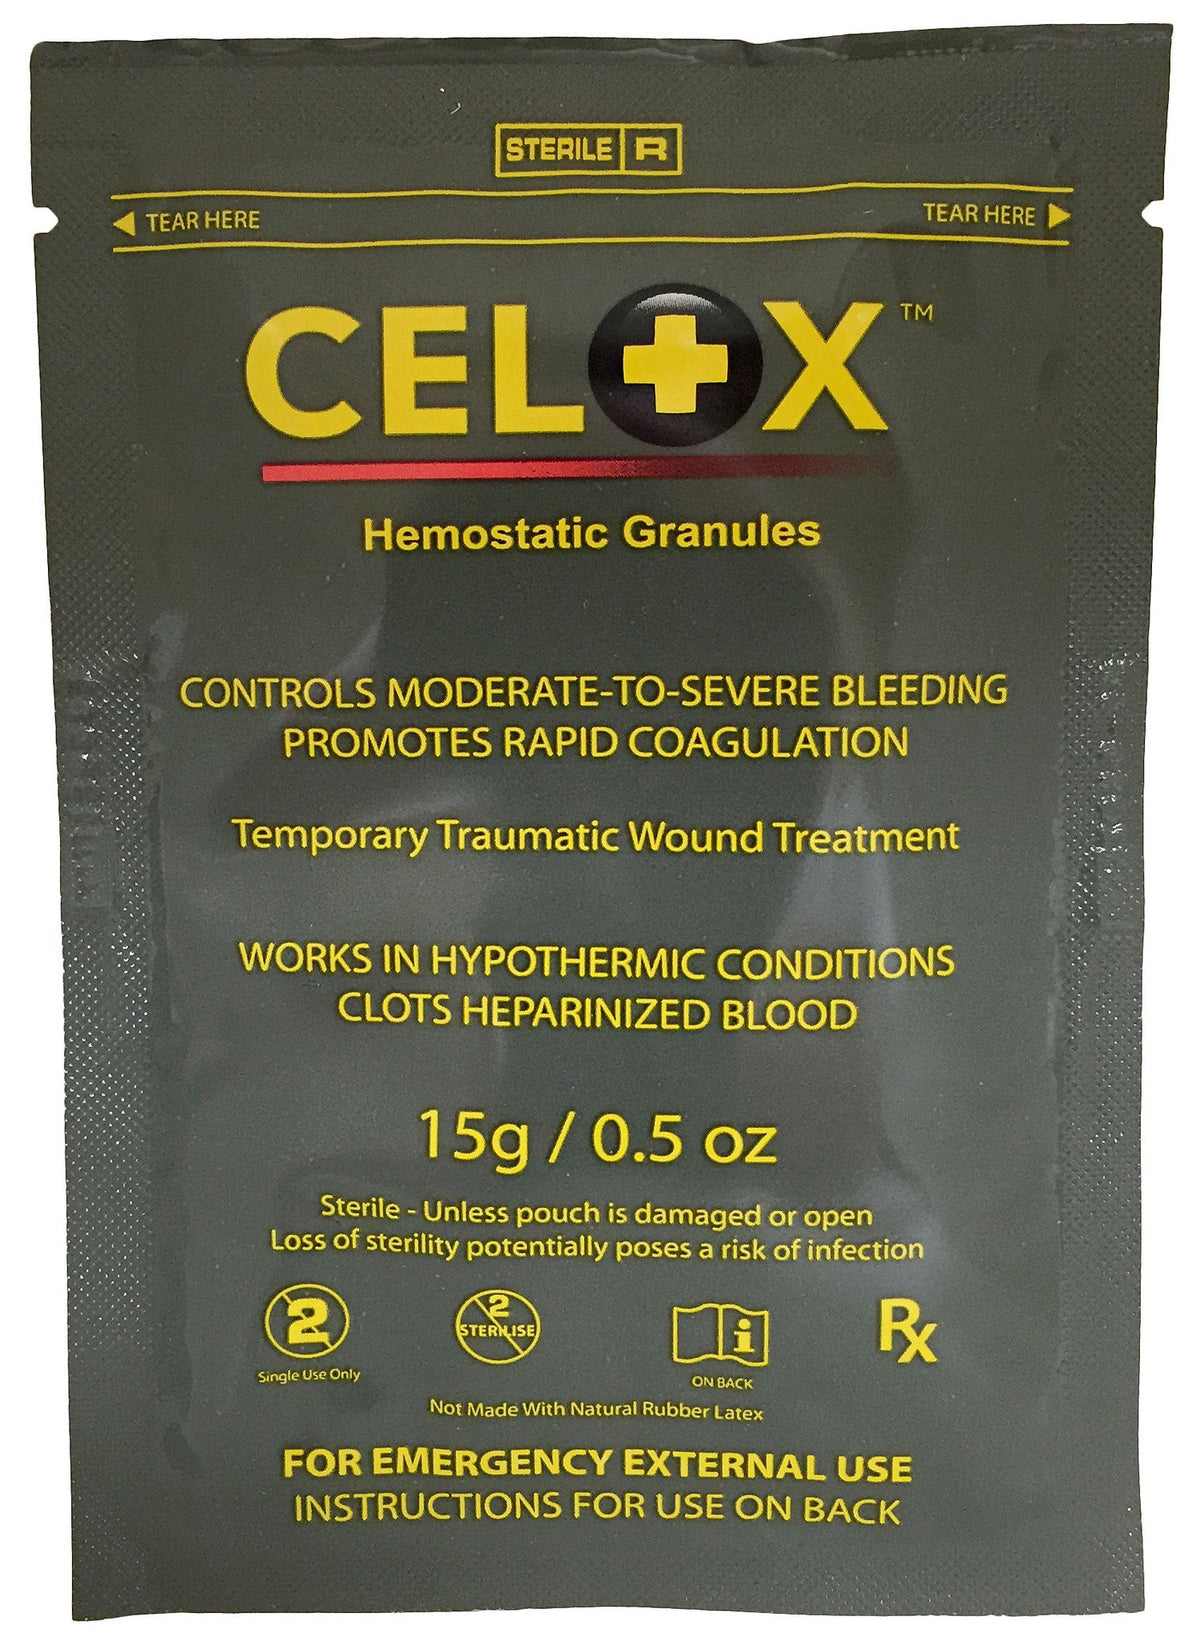 STERILE R
TEAR HERE TEAR HERE
CELOX™
Hemostatic Granules
CONTROLS MODERATE-TO-SEVERE BLEEDING
PROMOTES RAPID COAGULATION
Temporary Traumatic Wound Treatment
WORKS IN HYPOTHERMIC CONDITIONS
CLOTS HEPARINIZED BLOOD
15g / 0.5 oz
Sterile - Unless pouch is damaged or open
Loss of sterility potentially poses a risk of infection
2 2 i Rx
STERILISE
Single Use Only ON BACK
Not Made With Natural Rubber Latex
FOR EMERGENCY EXTERNAL USE
INSTRUCTIONS FOR USE ON BACK